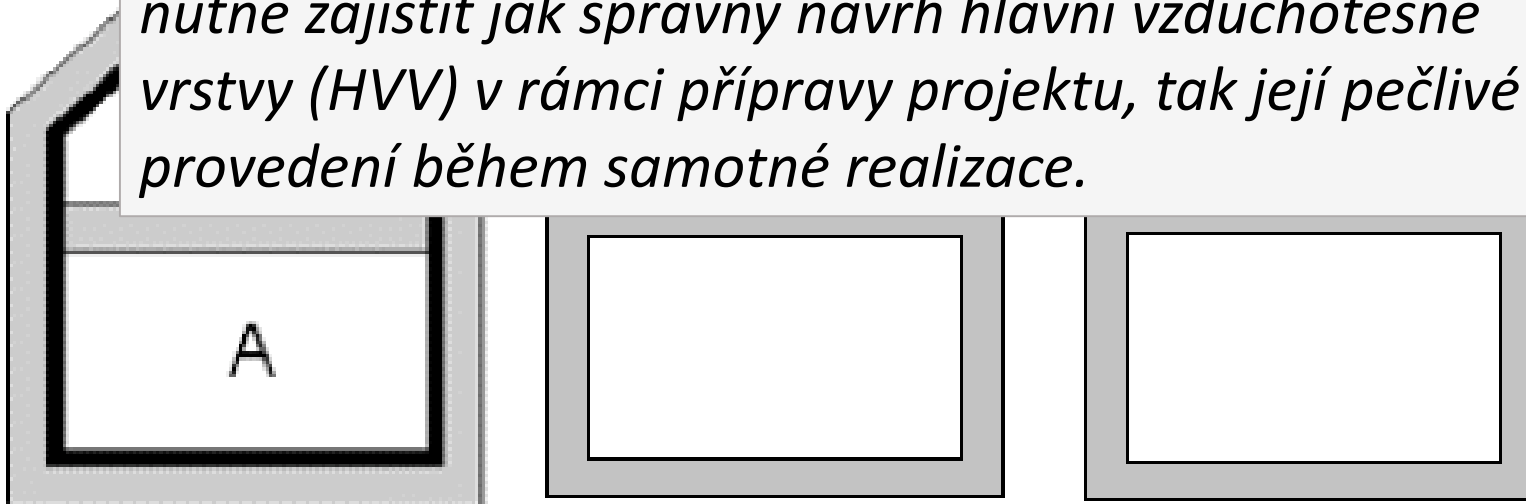 nutné zajistit jak správný návrh hlavní vzduchotěsné
vrstvy (HVV) v rámci přípravy projektu, tak její pečlivé
provedení během samotné realizace.
A